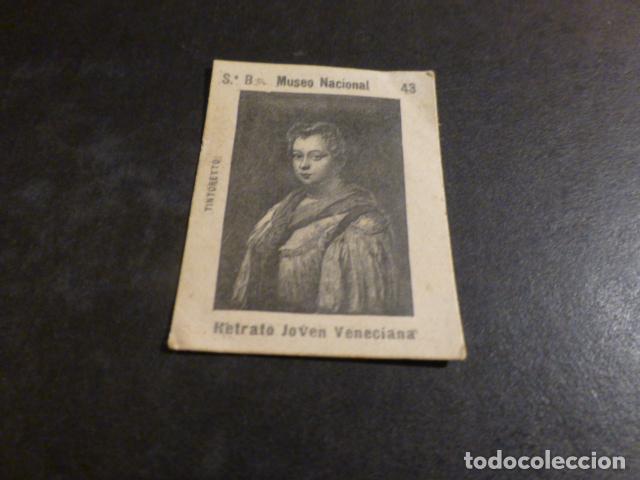 S.ª B Museo Nacional 43
TINTORETTO
Retrato Joven Veneciana
todocoleccion